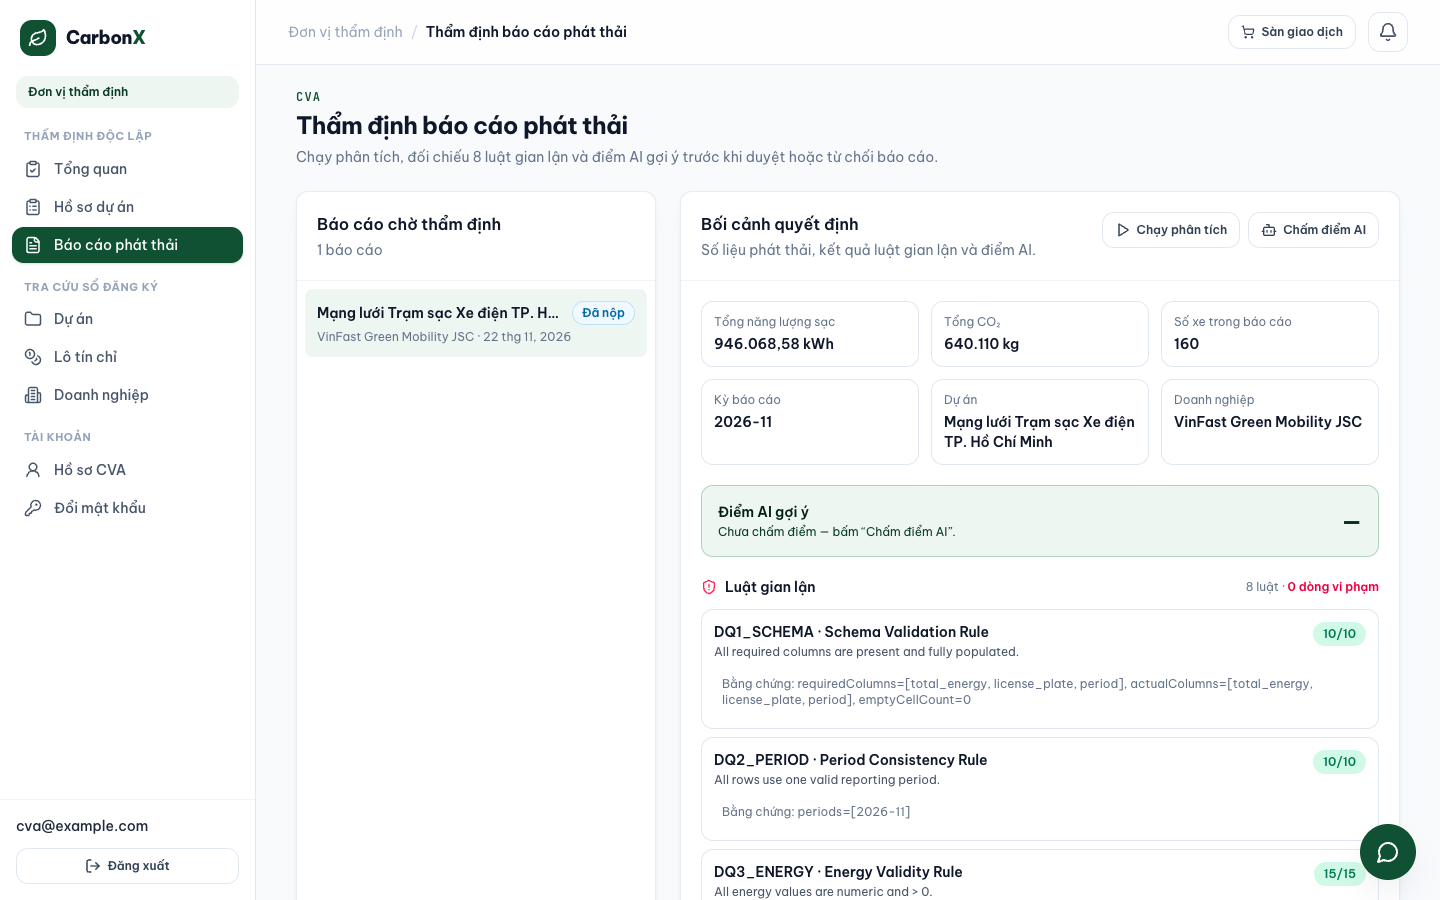 CarbonX
Đơn vị thẩm định
THẨM ĐỊNH ĐỘC LẬP
Tổng quan
Hồ sơ dự án
Báo cáo phát thải
TRA CỨU SỔ ĐĂNG KÝ
Dự án
Lô tín chỉ
Doanh nghiệp
TÀI KHOẢN
Hồ sơ CVA
Đổi mật khẩu
cva@example.com
Đăng xuất
Đơn vị thẩm định / Thẩm định báo cáo phát thải
Sàn giao dịch
CVA
Thẩm định báo cáo phát thải
Chạy phân tích, đối chiếu 8 luật gian lận và điểm AI gợi ý trước khi duyệt hoặc từ chối báo cáo.
Báo cáo chờ thẩm định
1 báo cáo
Mạng lưới Trạm sạc Xe điện TP. H... Đã nộp
VinFast Green Mobility JSC · 22 thg 11, 2026
Bối cảnh quyết định
Số liệu phát thải, kết quả luật gian lận và điểm AI.
Chạy phân tích
Chấm điểm AI
Tổng năng lượng sạc
946.068,58 kWh
Tổng CO₂
640.110 kg
Số xe trong báo cáo
160
Kỳ báo cáo
2026-11
Dự án
Mạng lưới Trạm sạc Xe điện
TP. Hồ Chí Minh
Doanh nghiệp
VinFast Green Mobility JSC
Điểm AI gợi ý
Chưa chấm điểm — bấm “Chấm điểm AI”.
—
Luật gian lận
8 luật · 0 dòng vi phạm
DQ1_SCHEMA · Schema Validation Rule
10/10
All required columns are present and fully populated.
Bằng chứng: requiredColumns=[total_energy, license_plate, period], actualColumns=[total_energy,
license_plate, period], emptyCellCount=0
DQ2_PERIOD · Period Consistency Rule
10/10
All rows use one valid reporting period.
Bằng chứng: periods=[2026-11]
DQ3_ENERGY · Energy Validity Rule
15/15
All energy values are numeric and > 0.